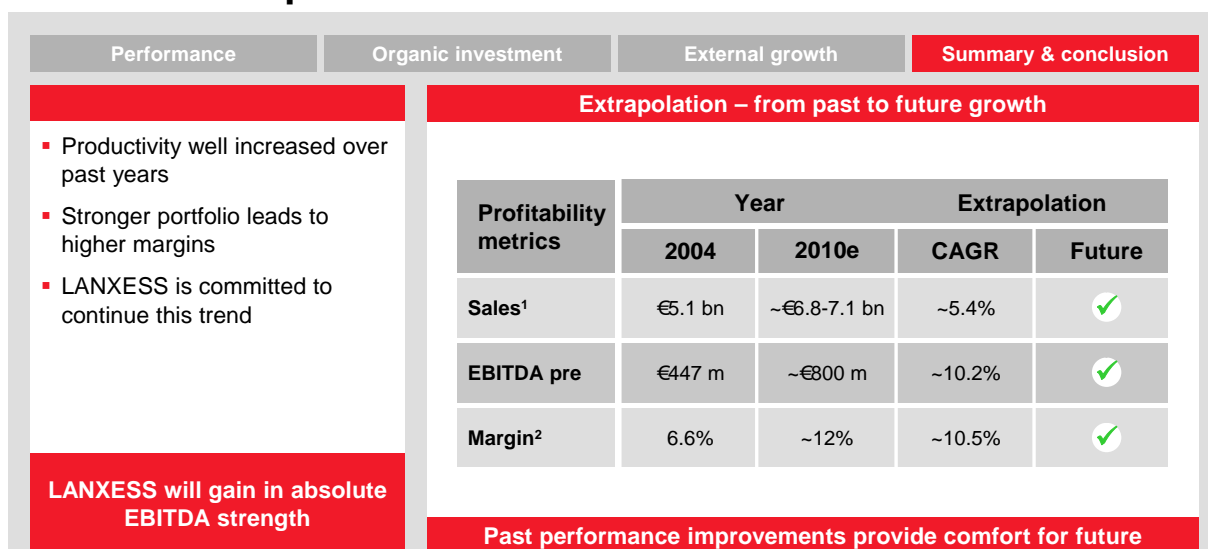 Performance
Organic investment
External growth
Summary & conclusion
▪ Productivity well increased over
past years
▪ Stronger portfolio leads to
higher margins
▪ LANXESS is committed to
continue this trend
LANXESS will gain in absolute
EBITDA strength
Extrapolation – from past to future growth
Profitability
metrics
Year
Extrapolation
2004
2010e
CAGR
Future
Sales¹
€5.1 bn
~€6.8-7.1 bn
~5.4%
✓
EBITDA pre
€447 m
~€800 m
~10.2%
✓
Margin²
6.6%
~12%
~10.5%
✓
Past performance improvements provide comfort for future